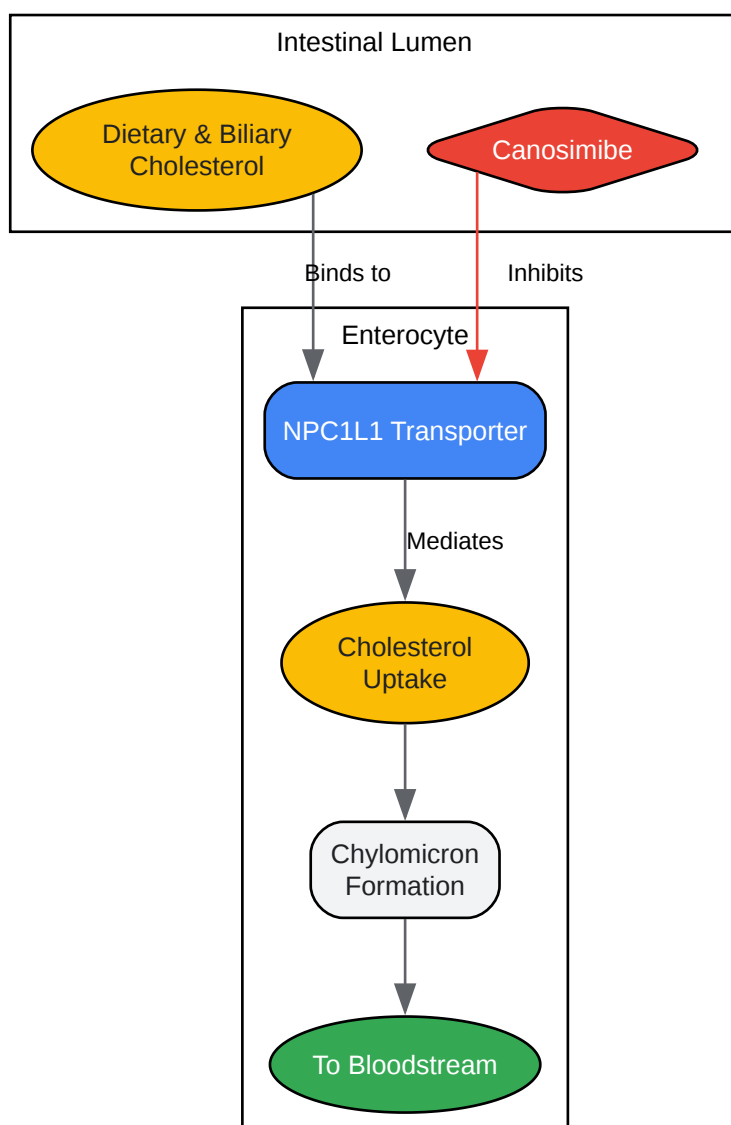 Intestinal Lumen
Dietary & Biliary
Cholesterol
Canosimibe
Binds to
Inhibits
Enterocyte
NPC1L1 Transporter
Mediates
Cholesterol
Uptake
Chylomicron
Formation
To Bloodstream